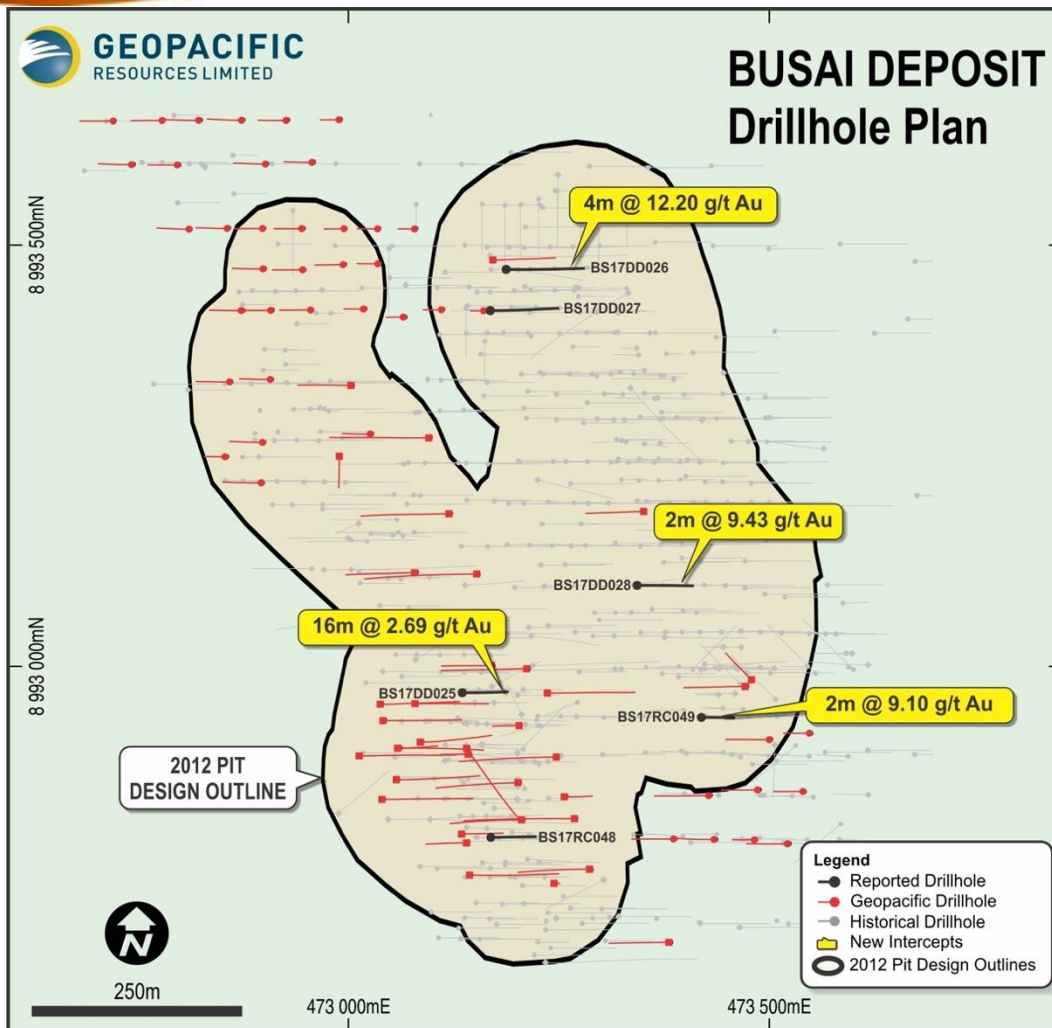 GEOPACIFIC
RESOURCES LIMITED
BUSAI DEPOSIT
Drillhole Plan
4m @ 12.20 g/t Au
8 993 500mN
BS17DD026
BS17DD027
2m @ 9.43 g/t Au
BS17DD028
16m @ 2.69 g/t Au
8 993 000mN
BS17DD025
2m @ 9.10 g/t Au
BS17RC049
2012 PIT
DESIGN OUTLINE
BS17RC048
Legend
Reported Drillhole
Geopacific Drillhole
Historical Drillhole
New Intercepts
2012 Pit Design Outlines
N
250m
473 000mE
473 500mE